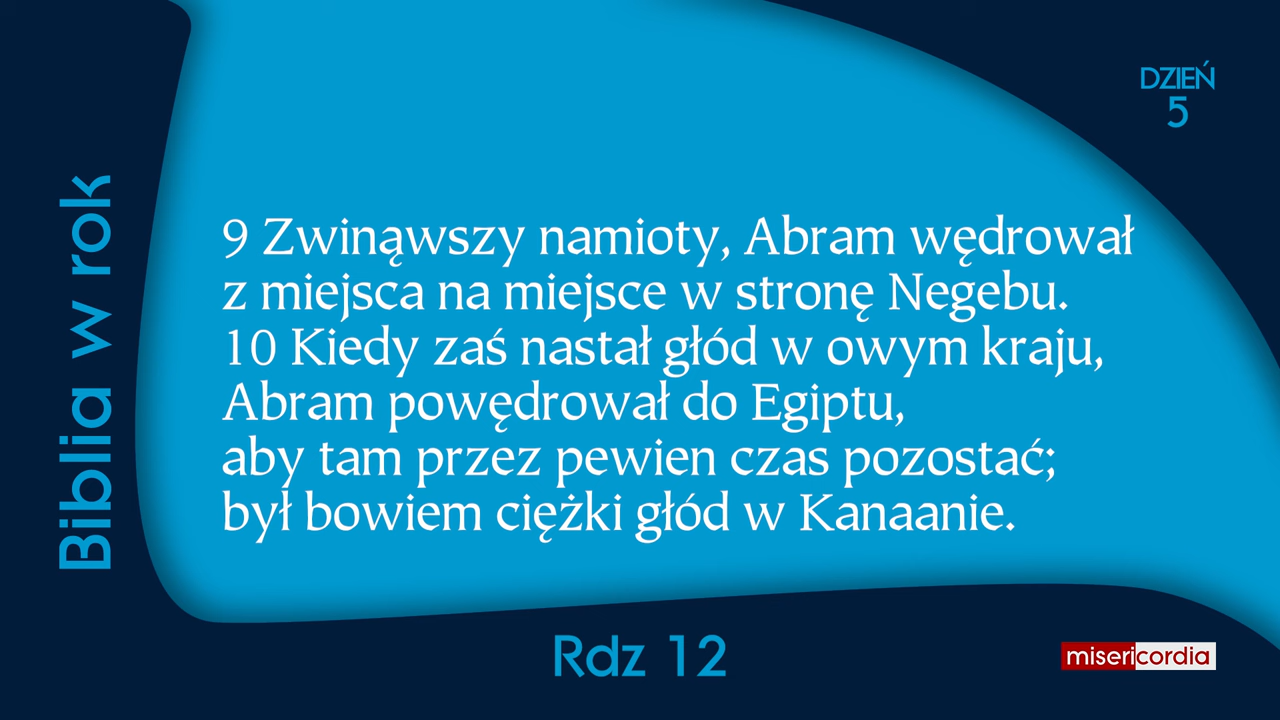 DZIEŃ
5
Biblia w rok
9 Zwinąwszy namioty, Abram wędrował
z miejsca na miejsce w stronę Negebu.
10 Kiedy zaś nastał głód w owym kraju,
Abram powędrował do Egiptu,
aby tam przez pewien czas pozostać;
był bowiem ciężki głód w Kanaanie.
Rdz 12
misericordia